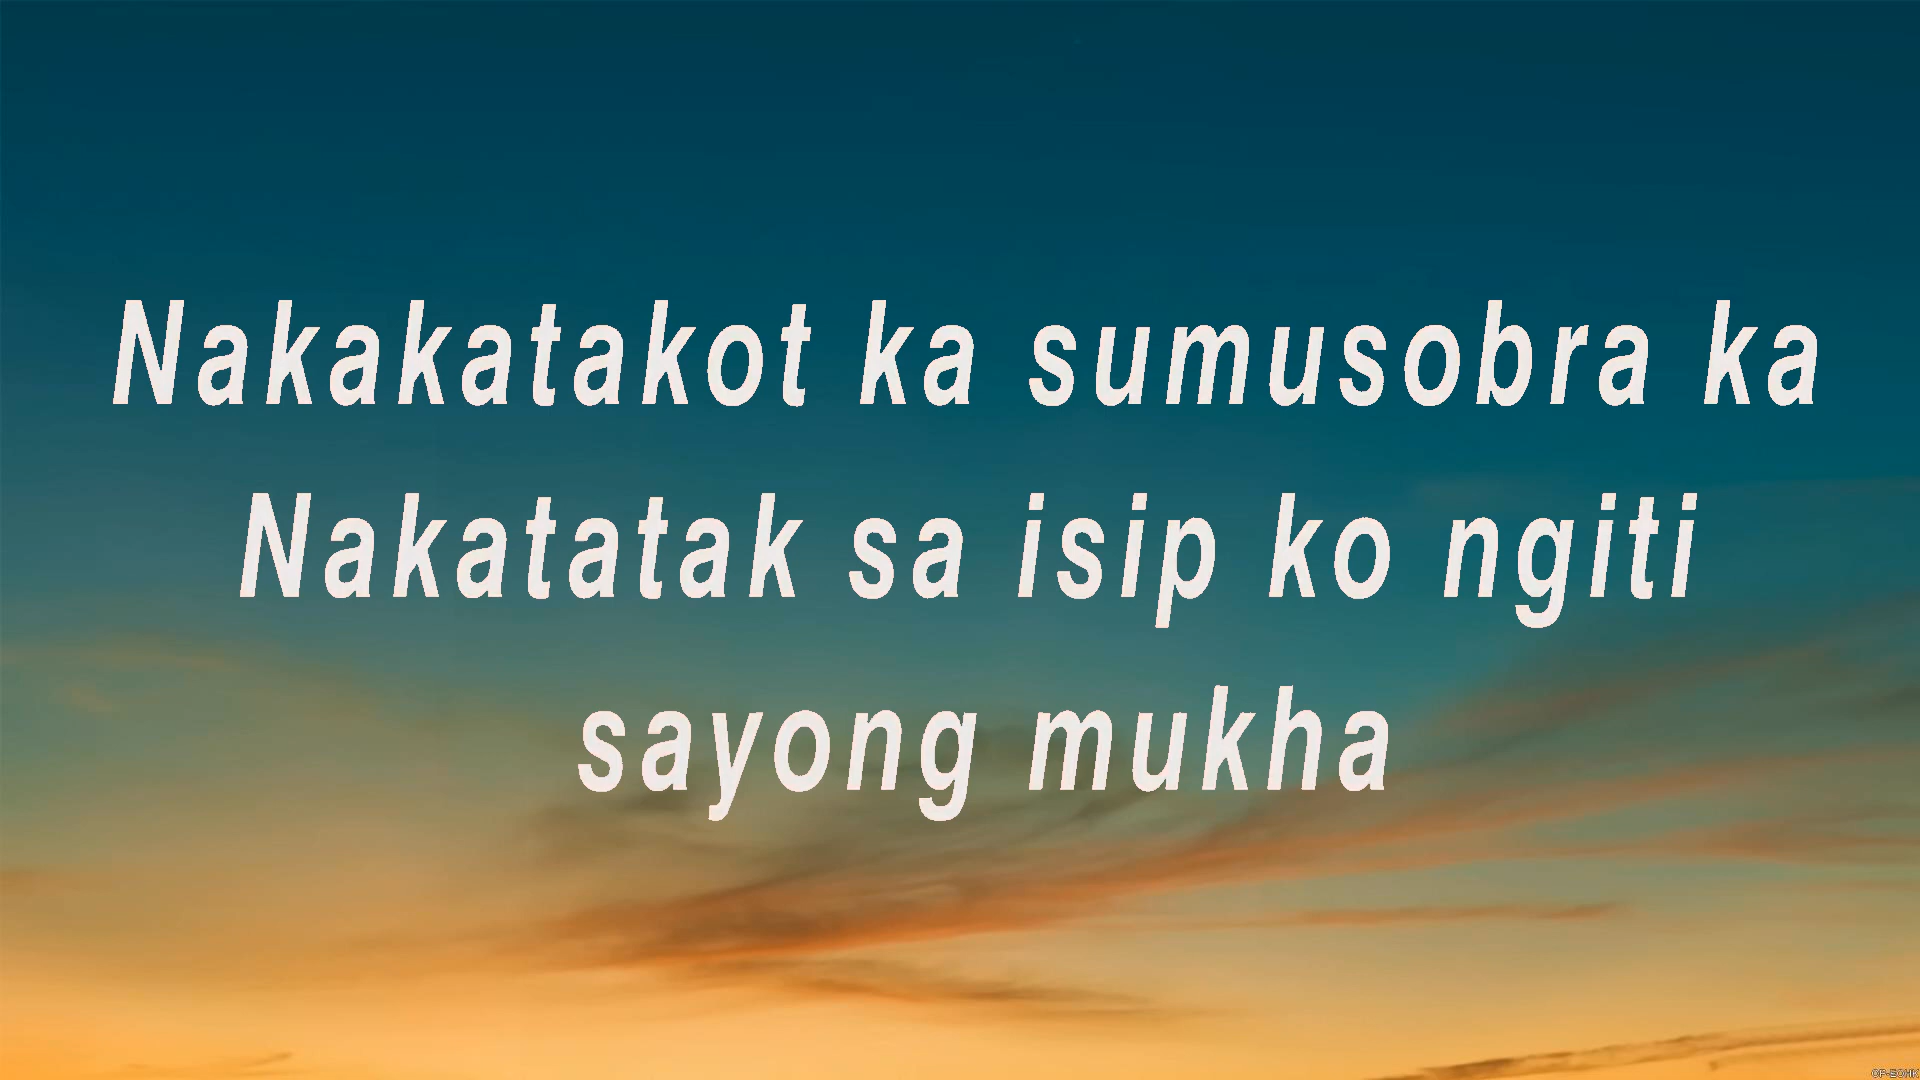 Nakakatakot ka sumusobra ka
Nakatatak sa isip ko ngiti
sayong mukha